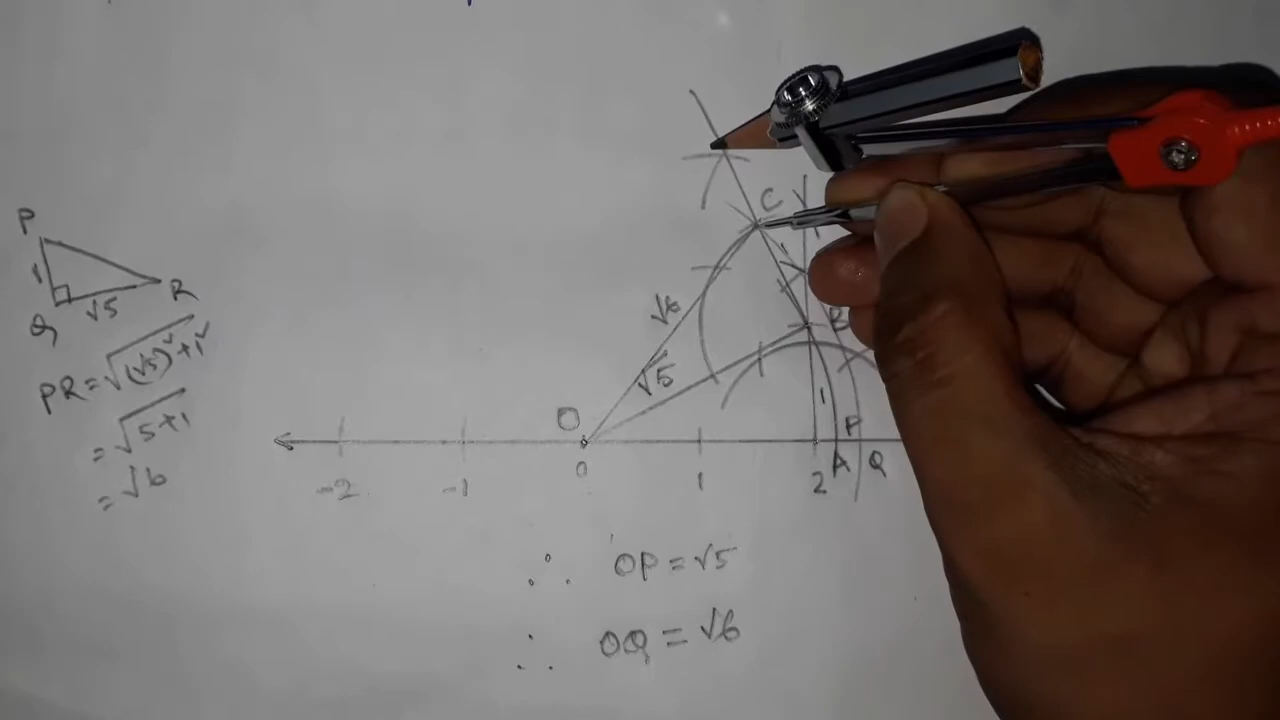 P
1
√5
Q
R
PR = √(√5)² + 1²
= √5+1
= √6
C
B
√6
√5
1
O
P
A
Q
-2
-1
0
1
2
∴ OP = √5
∴ OQ = √6